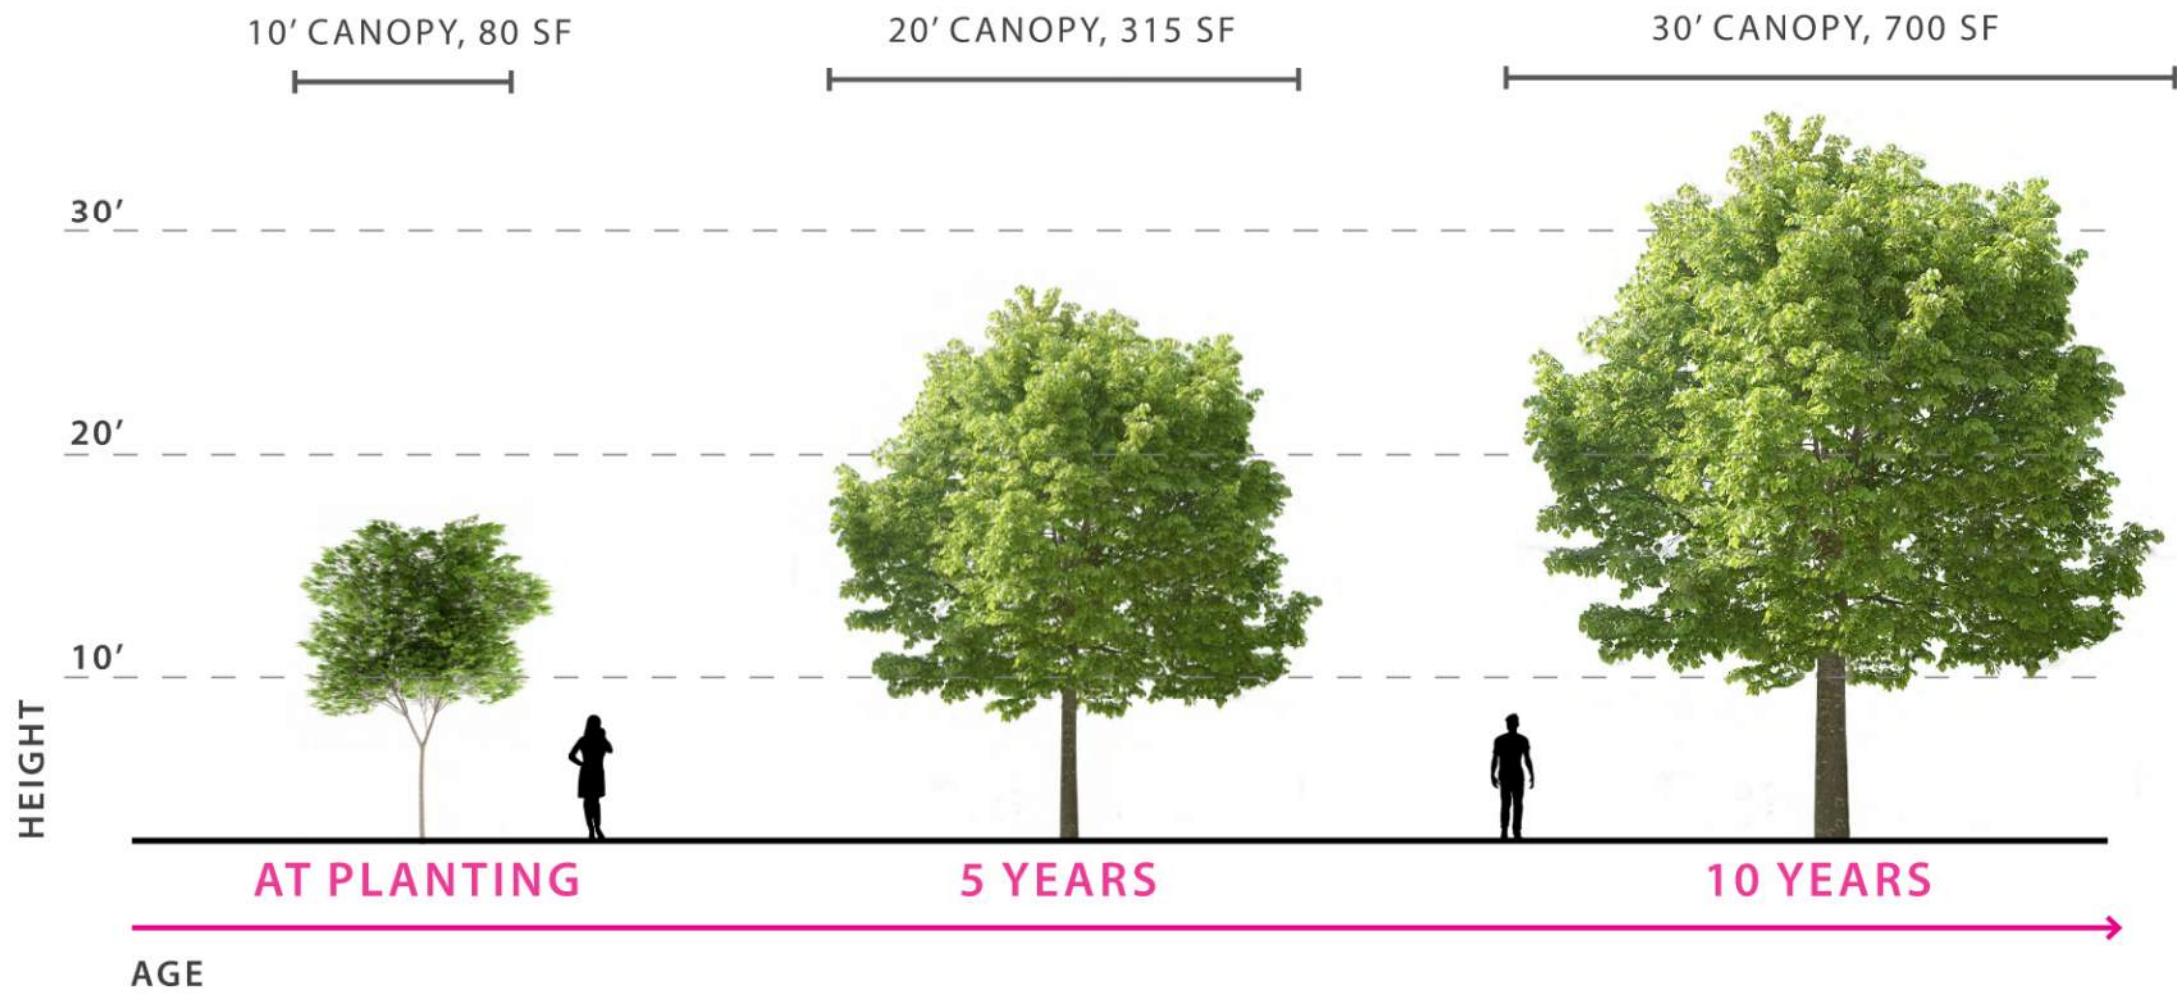 10’ CANOPY, 80 SF
20’ CANOPY, 315 SF
30’ CANOPY, 700 SF
30’
20’
10’
HEIGHT
AT PLANTING
5 YEARS
10 YEARS
AGE